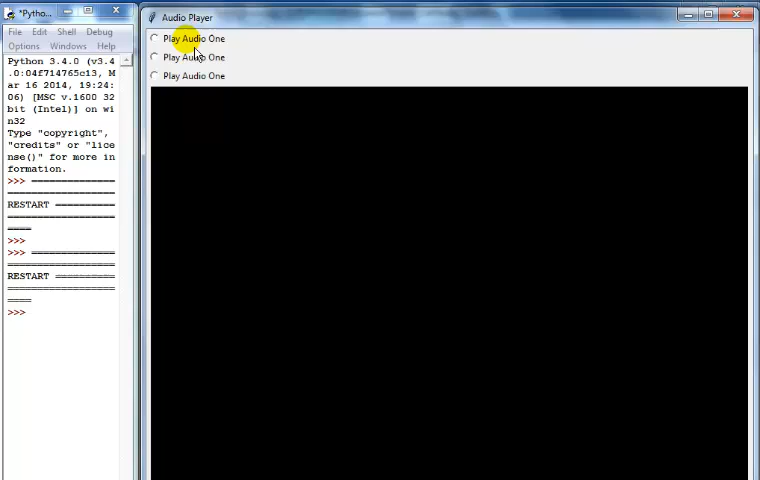 *Pytho...
File Edit Shell Debug
Options Windows Help
Python 3.4.0 (v3.4
.0:04f714765c13, M
ar 16 2014, 19:24:
06) [MSC v.1600 32
bit (Intel)] on wi
n32
Type "copyright",
"credits" or "lice
nse()" for more in
formation.
>>> ===============
===================
RESTART ===========
===================
====
>>>
>>> ===============
===================
RESTART ===========
===================
====
>>>
Audio Player
Play Audio One
Play Audio One
Play Audio One